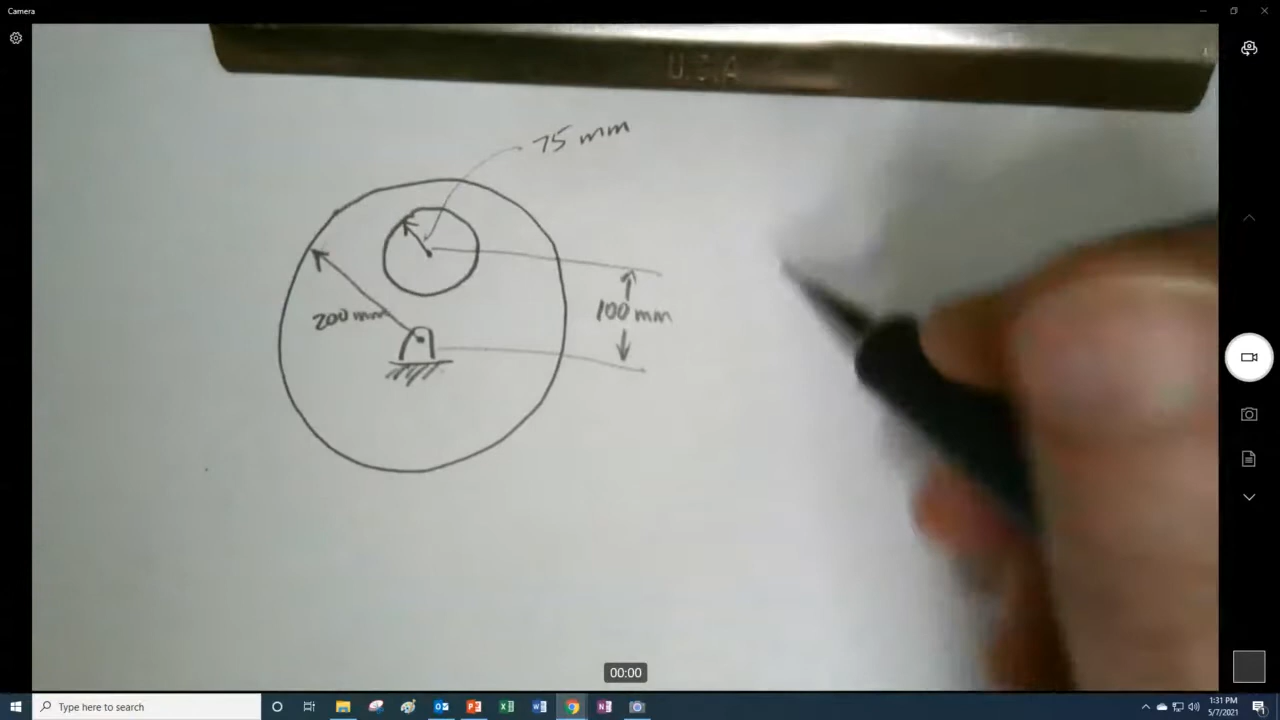 Camera
U.S.A
75 mm
200 mm
100 mm
00:00
Type here to search
1:31 PM
5/7/2021